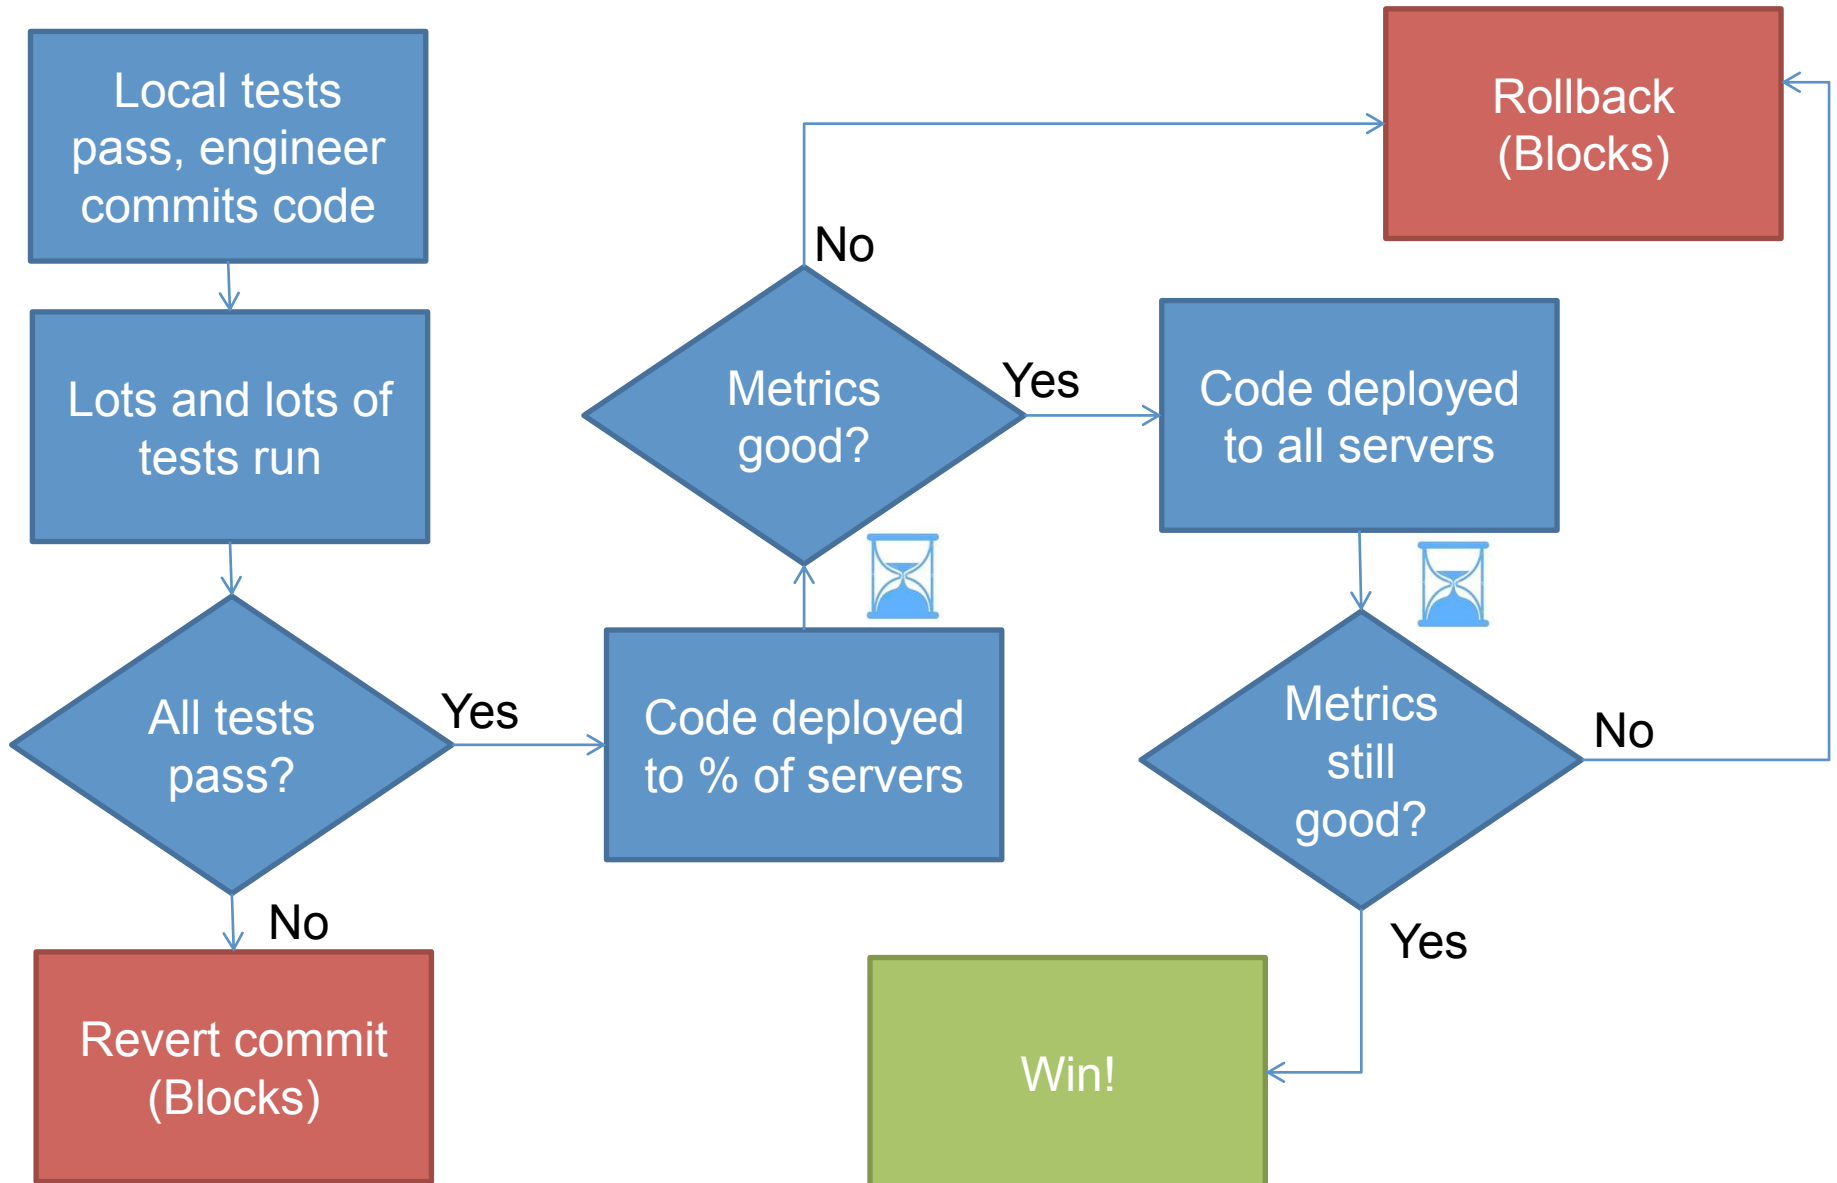 Local tests
pass, engineer
commits code
Lots and lots of
tests run
All tests
pass?
No
Revert commit
(Blocks)
Yes
Code deployed
to % of servers
Metrics
good?
No
Rollback
(Blocks)
Yes
Code deployed
to all servers
Metrics
still
good?
No
Yes
Win!